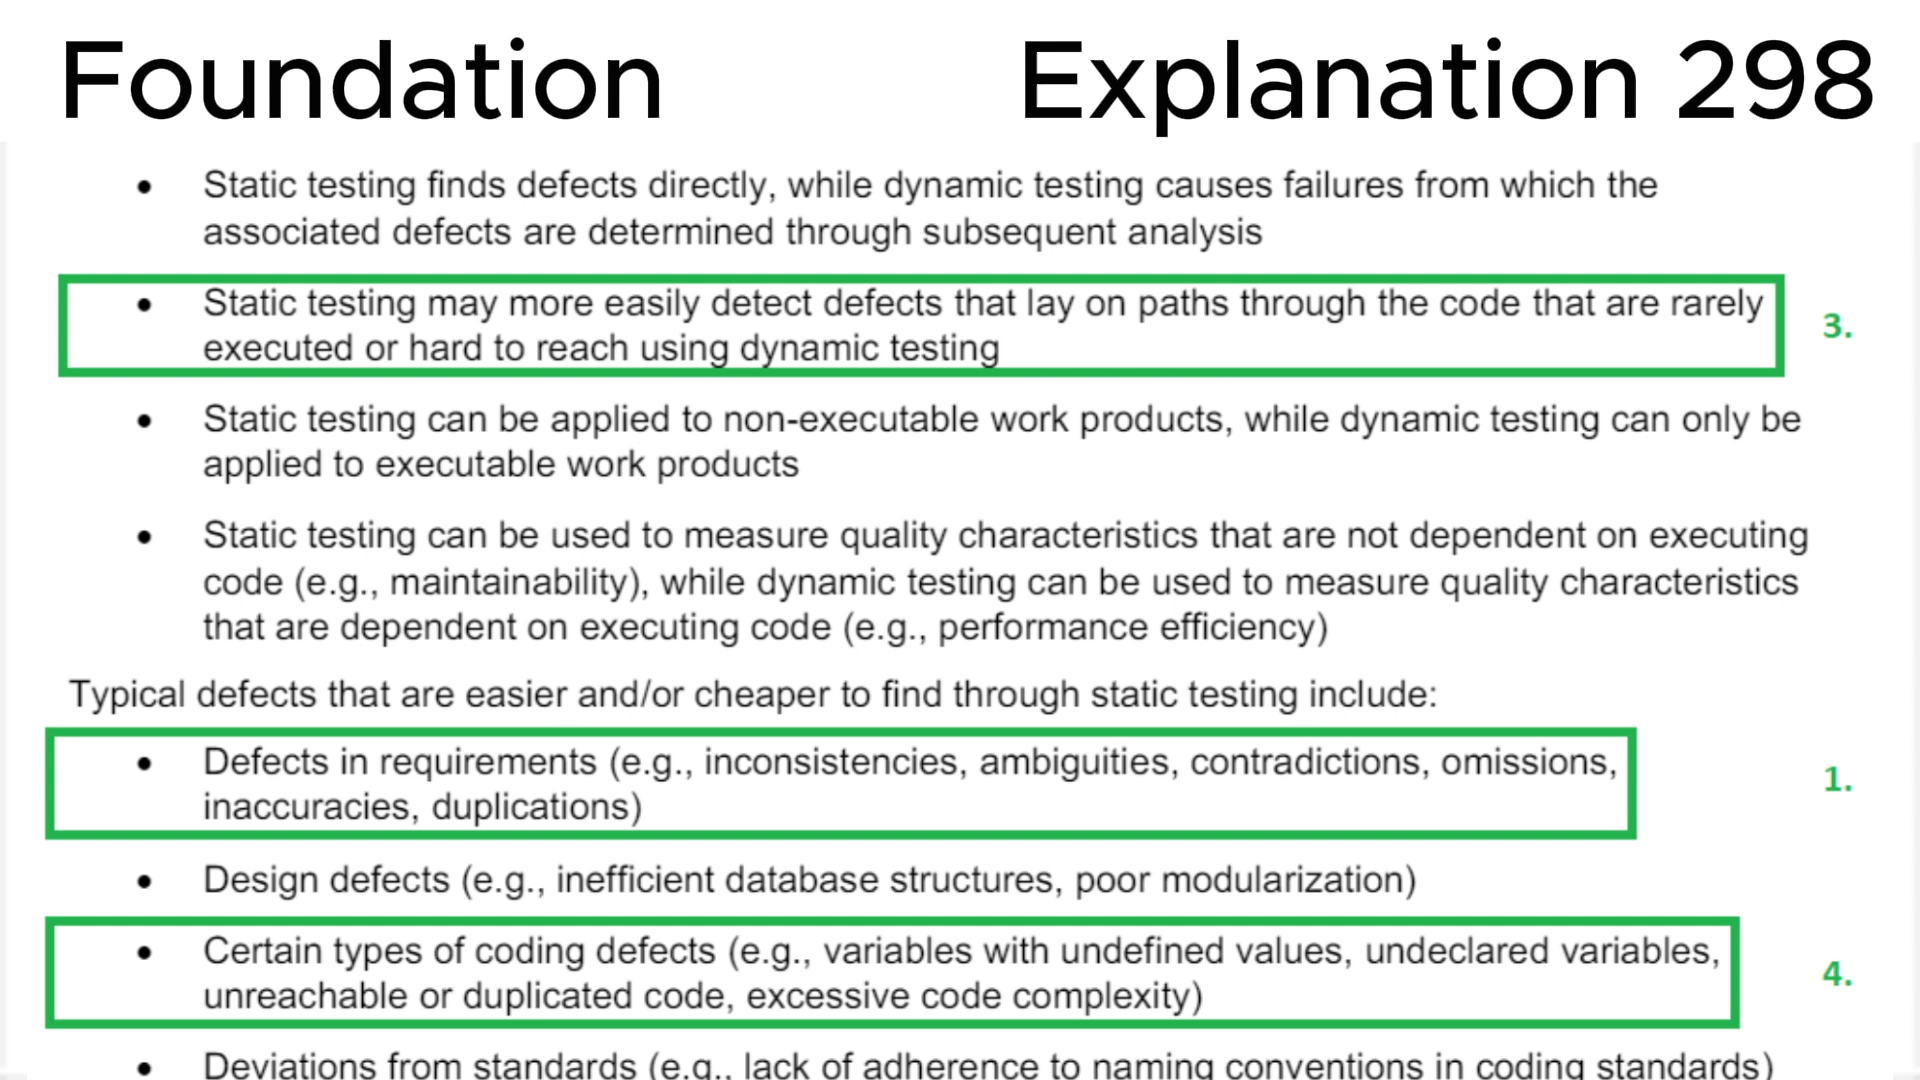 Foundation Explanation 298
• Static testing finds defects directly, while dynamic testing causes failures from which the
associated defects are determined through subsequent analysis
• Static testing may more easily detect defects that lay on paths through the code that are rarely
executed or hard to reach using dynamic testing
3.
• Static testing can be applied to non-executable work products, while dynamic testing can only be
applied to executable work products
• Static testing can be used to measure quality characteristics that are not dependent on executing
code (e.g., maintainability), while dynamic testing can be used to measure quality characteristics
that are dependent on executing code (e.g., performance efficiency)
Typical defects that are easier and/or cheaper to find through static testing include:
• Defects in requirements (e.g., inconsistencies, ambiguities, contradictions, omissions,
inaccuracies, duplications)
1.
• Design defects (e.g., inefficient database structures, poor modularization)
• Certain types of coding defects (e.g., variables with undefined values, undeclared variables,
unreachable or duplicated code, excessive code complexity)
4.
• Deviations from standards (e.g., lack of adherence to naming conventions in coding standards)